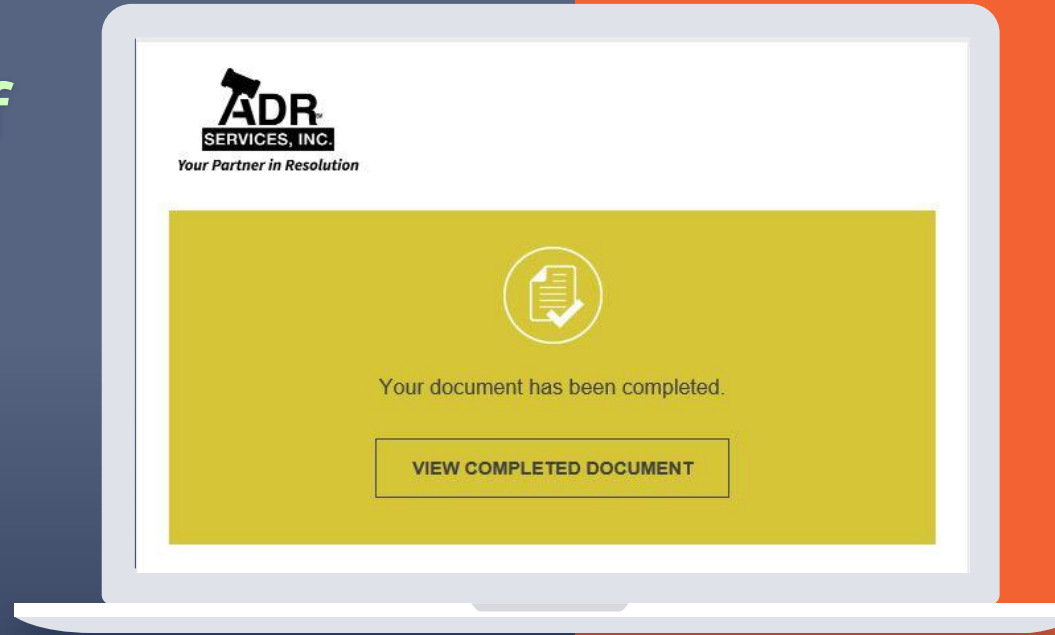 f
ADR
SERVICES, INC.
Your Partner in Resolution
Your document has been completed.
VIEW COMPLETED DOCUMENT